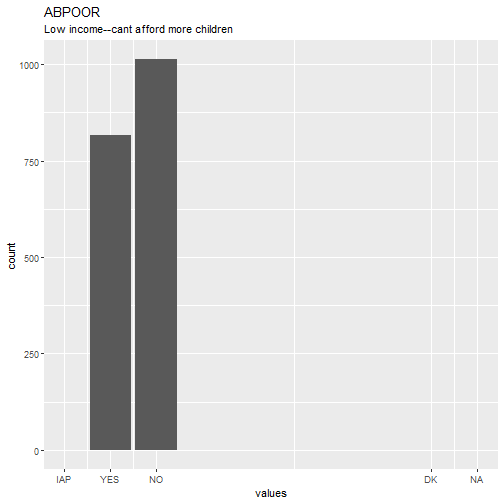 ABPOOR
Low income--cant afford more children
1000
750
500
250
0
count
IAP YES NO DK NA
values